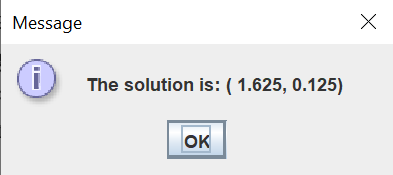 Message
The solution is: ( 1.625, 0.125)
OK